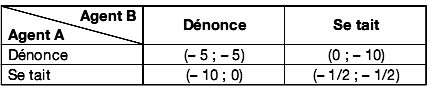 Agent B
Agent A
Dénonce
Se tait
Dénonce
(– 5 ; – 5)
(0 ; – 10)
Se tait
(– 10 ; 0)
(– 1/2 ; – 1/2)